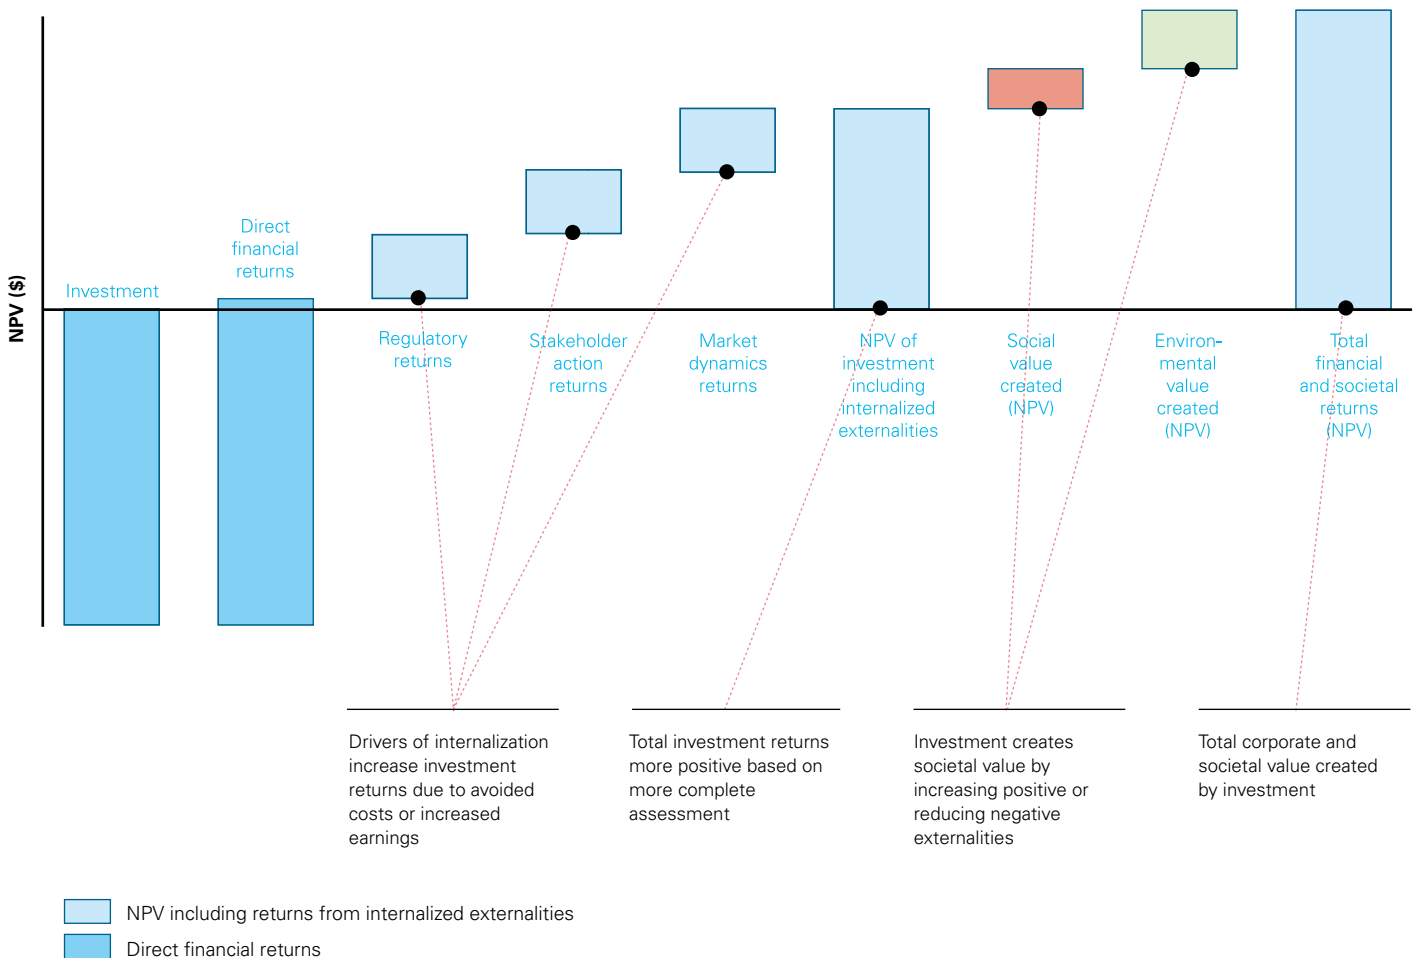 NPV ($)
Investment
Direct
financial
returns
Regulatory
returns
Stakeholder
action
returns
Market
dynamics
returns
NPV of
investment
including
internalized
externalities
Social
value
created
(NPV)
Environ-
mental
value
created
(NPV)
Total
financial
and societal
returns
(NPV)
Drivers of internalization
increase investment
returns due to avoided
costs or increased
earnings
Total investment returns
more positive based on
more complete
assessment
Investment creates
societal value by
increasing positive or
reducing negative
externalities
Total corporate and
societal value created
by investment
NPV including returns from internalized externalities
Direct financial returns